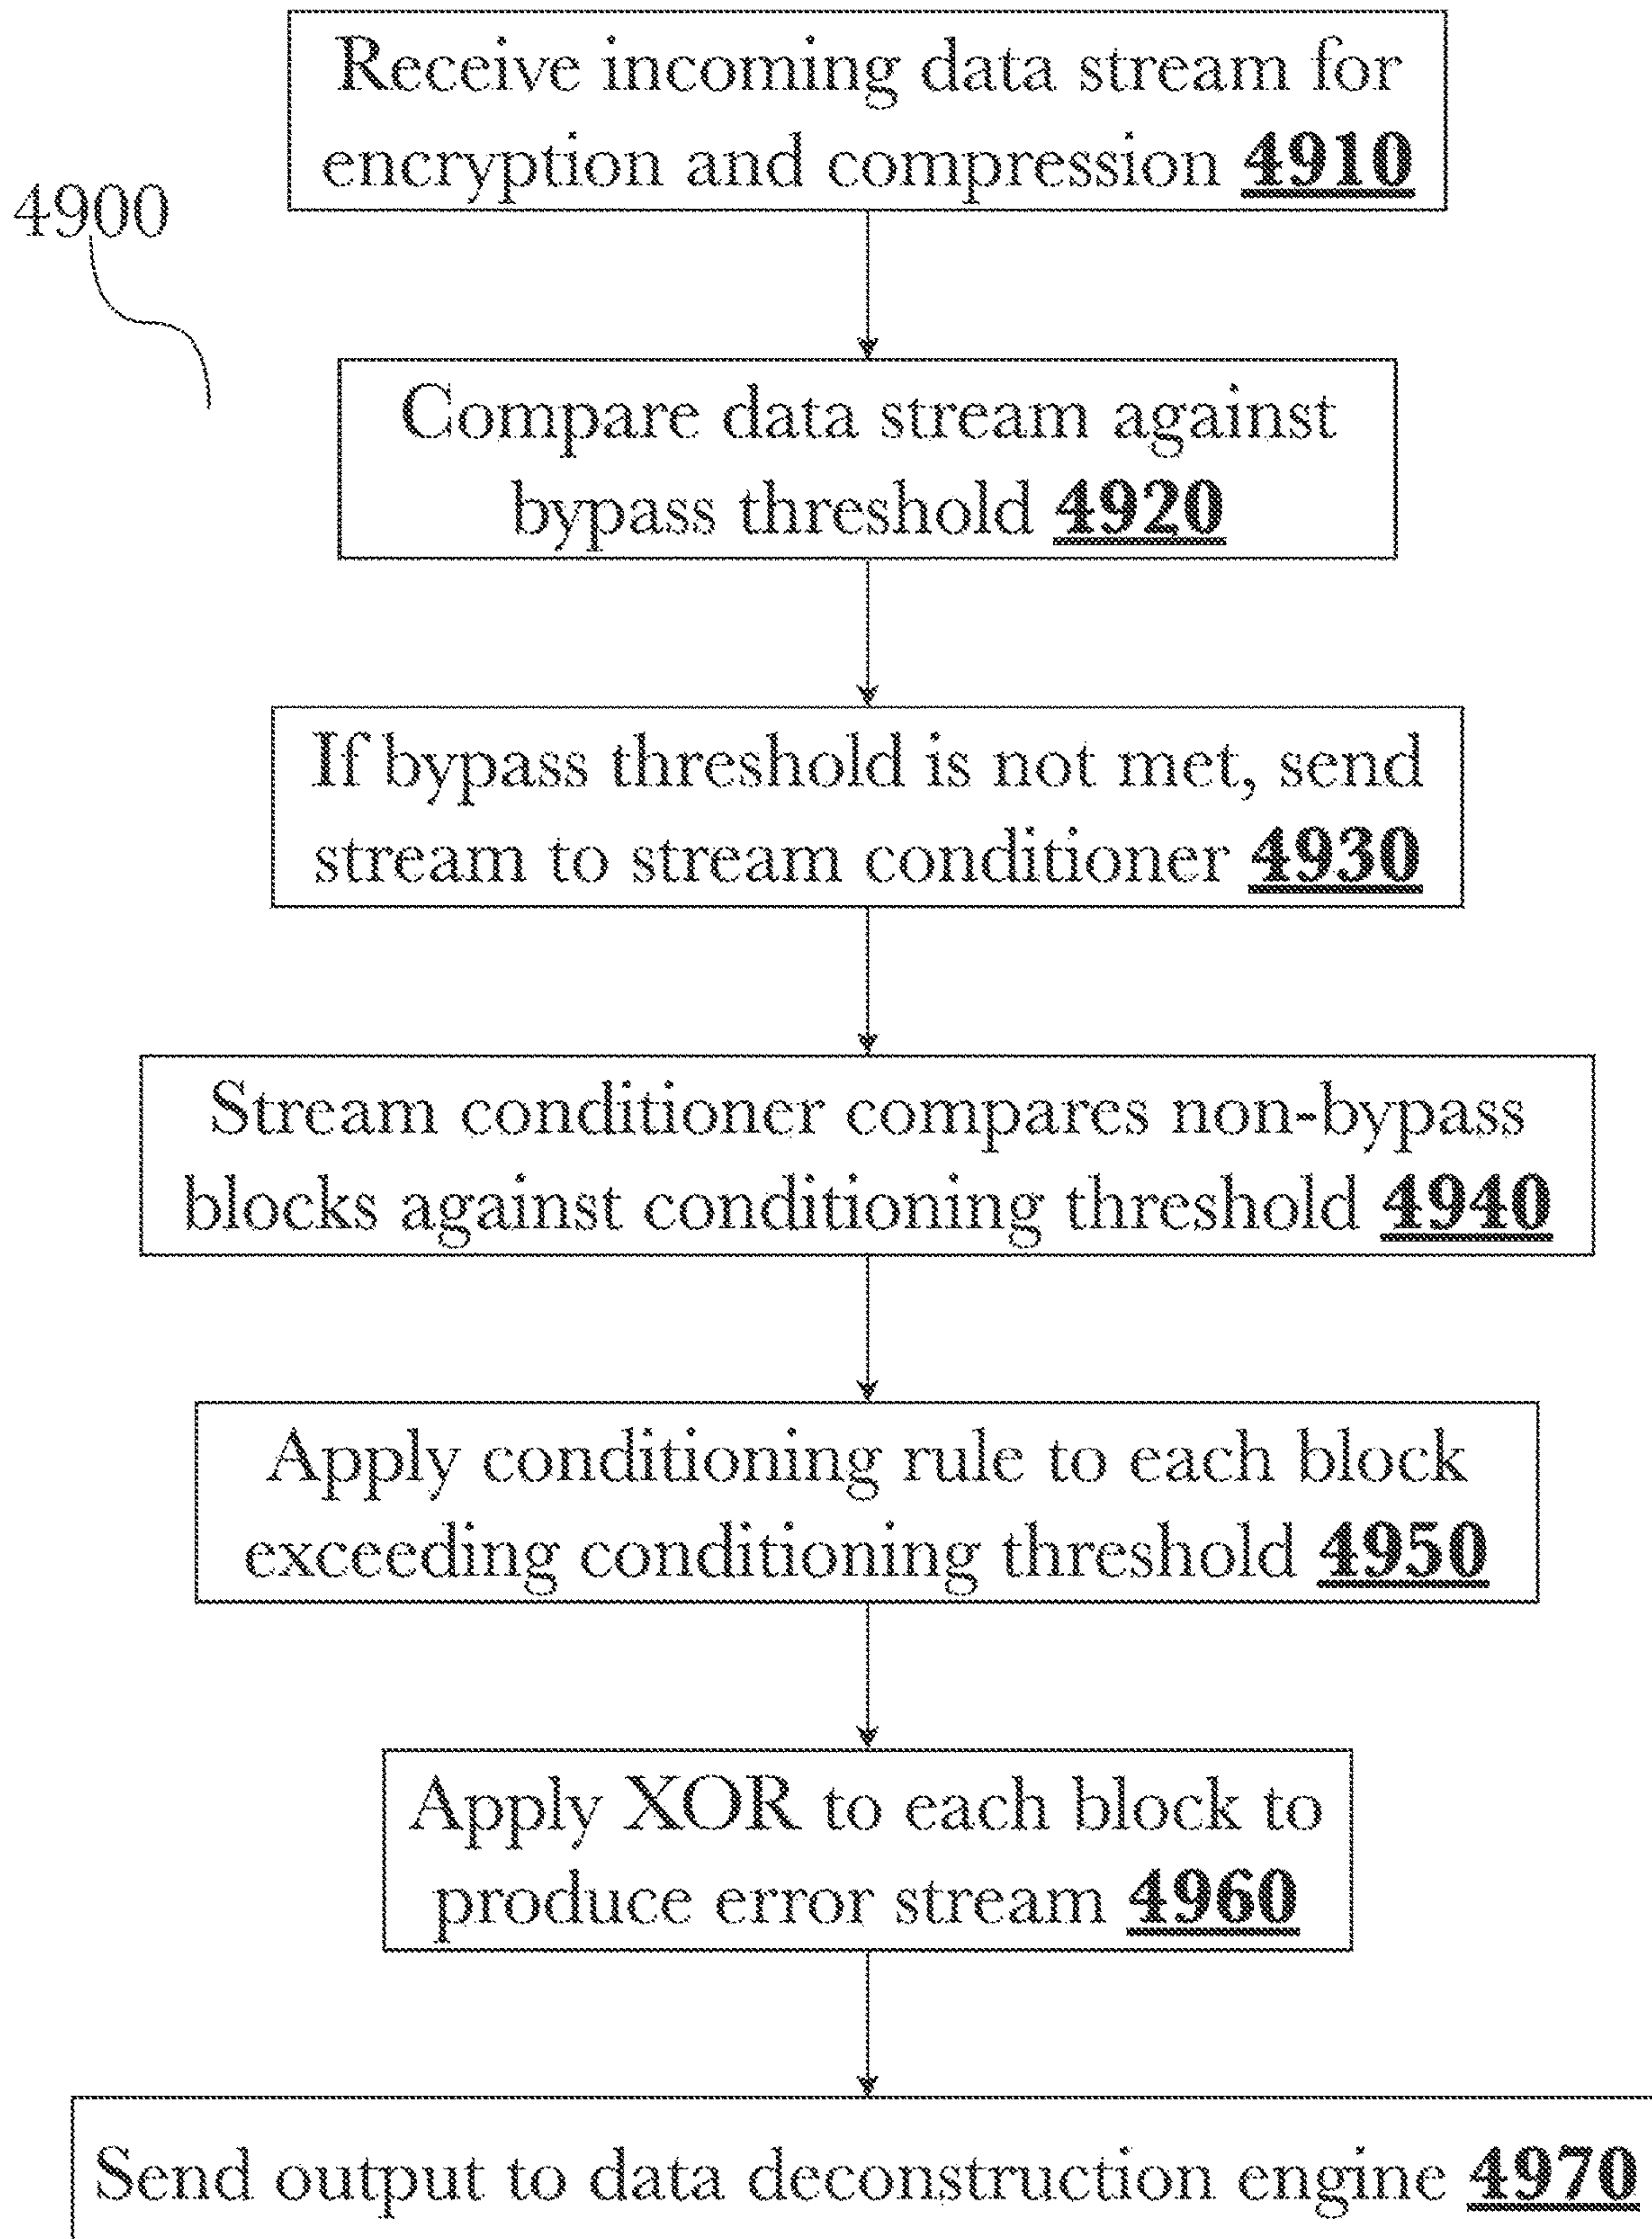 Receive incoming data stream for
encryption and compression 4910
4900
Compare data stream against
bypass threshold 4920
If bypass threshold is not met, send
stream to stream conditioner 4930
Stream conditioner compares non-bypass
blocks against conditioning threshold 4940
Apply conditioning rule to each block
exceeding conditioning threshold 4950
Apply XOR to each block to
produce error stream 4960
Send output to data deconstruction engine 4970